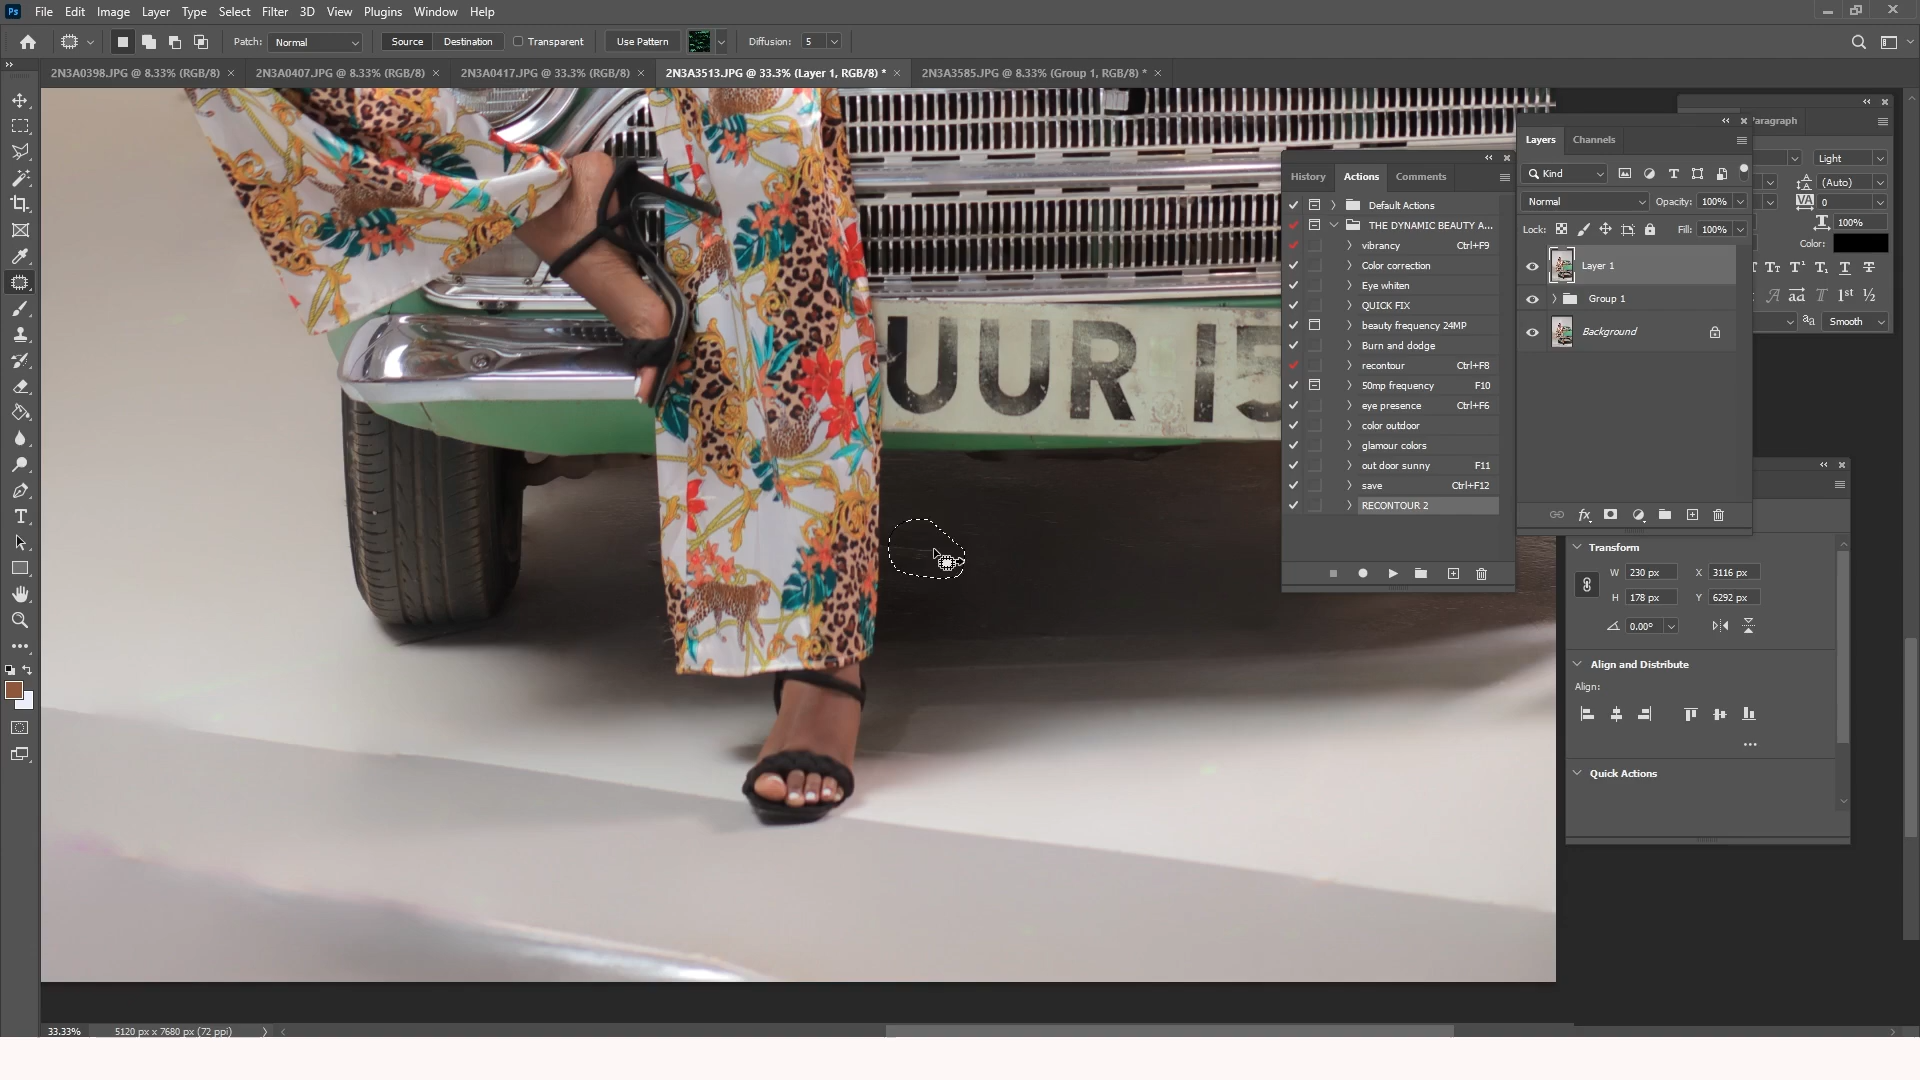 Ps File Edit Image Layer Type Select Filter 3D View Plugins Window Help
Patch: Normal Source Destination Transparent Use Pattern Diffusion: 5
2N3A0398.JPG @ 8.33% (RGB/8) × 2N3A0407.JPG @ 8.33% (RGB/8) × 2N3A0417.JPG @ 33.3% (RGB/8) × 2N3A3513.JPG @ 33.3% (Layer 1, RGB/8) * × 2N3A3585.JPG @ 8.33% (Group 1, RGB/8) * ×
History Actions Comments
Default Actions
THE DYNAMIC BEAUTY A...
vibrancy Ctrl+F9
Color correction
Eye whiten
QUICK FIX
beauty frequency 24MP
Burn and dodge
recontour Ctrl+F8
50mp frequency F10
eye presence Ctrl+F6
color outdoor
glamour colors
out door sunny F11
save Ctrl+F12
RECONTOUR 2
Layers Channels
Kind
Normal Opacity: 100%
Lock: Fill: 100%
Layer 1
Group 1
Background
fx
Paragraph
Light
(Auto)
0
100%
Color:
1st ½
Smooth
Transform
W 230 px X 3116 px
H 178 px Y 6292 px
0.00°
Align and Distribute
Align:
Quick Actions
UUR 15
33.33% 5120 px x 7680 px (72 ppi)